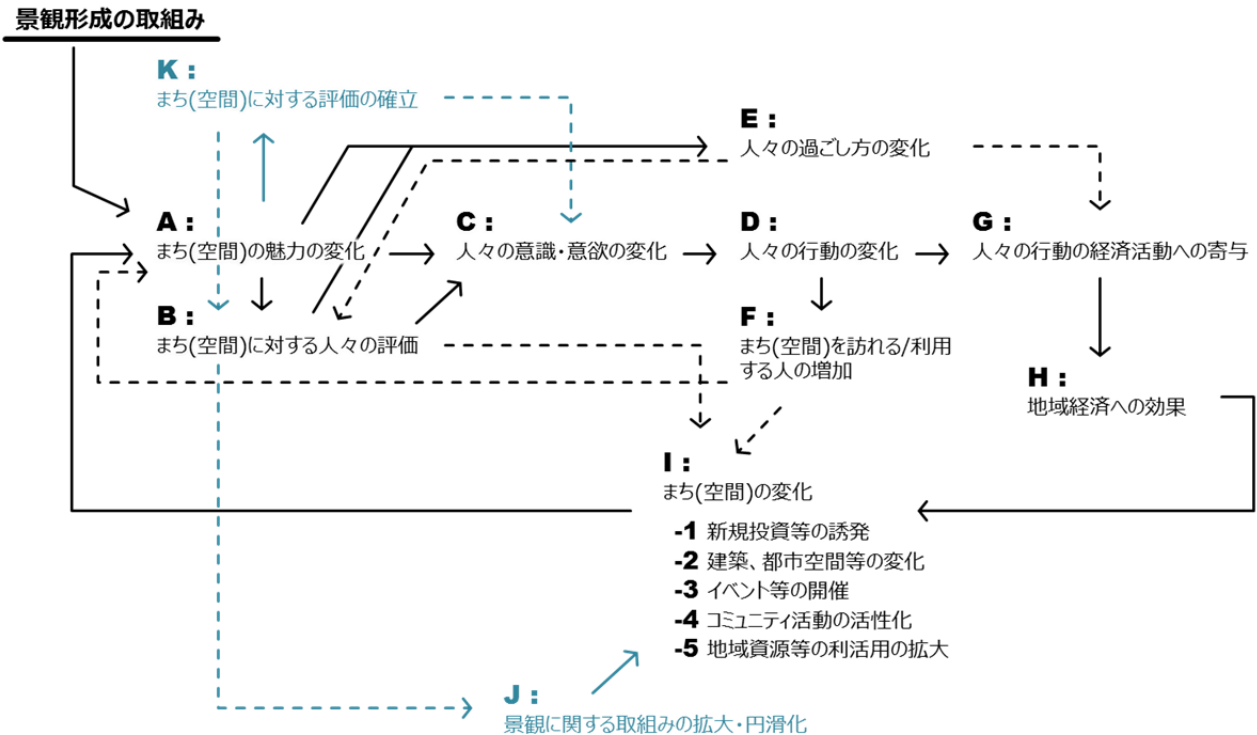 景観形成の取組み
K：
まち(空間)に対する評価の確立
E：
人々の過ごし方の変化
A：
まち(空間)の魅力の変化
C：
人々の意識・意欲の変化
D：
人々の行動の変化
G：
人々の行動の経済活動への寄与
B：
まち(空間)に対する人々の評価
F：
まち(空間)を訪れる/利用
する人の増加
H：
地域経済への効果
I：
まち(空間)の変化
-1 新規投資等の誘発
-2 建築、都市空間等の変化
-3 イベント等の開催
-4 コミュニティ活動の活性化
-5 地域資源等の利活用の拡大
J：
景観に関する取組みの拡大・円滑化